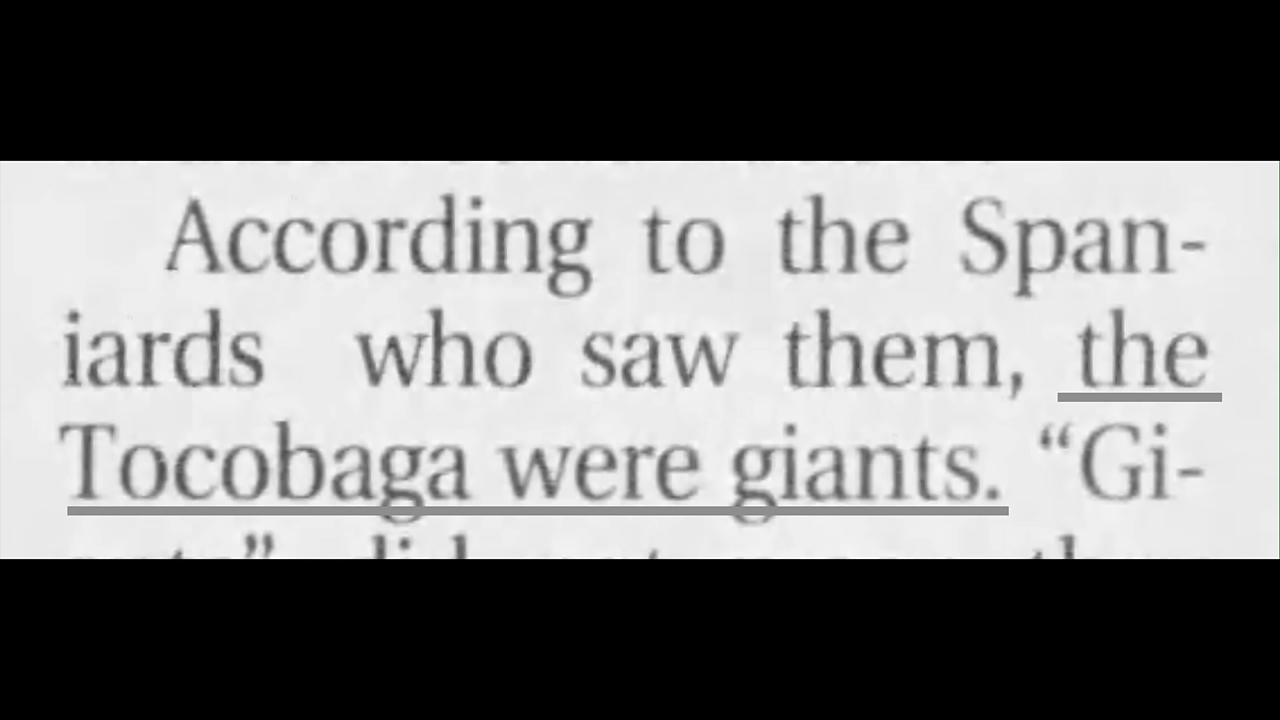 According to the Span-
iards who saw them, the
Tocobaga were giants. “Gi-